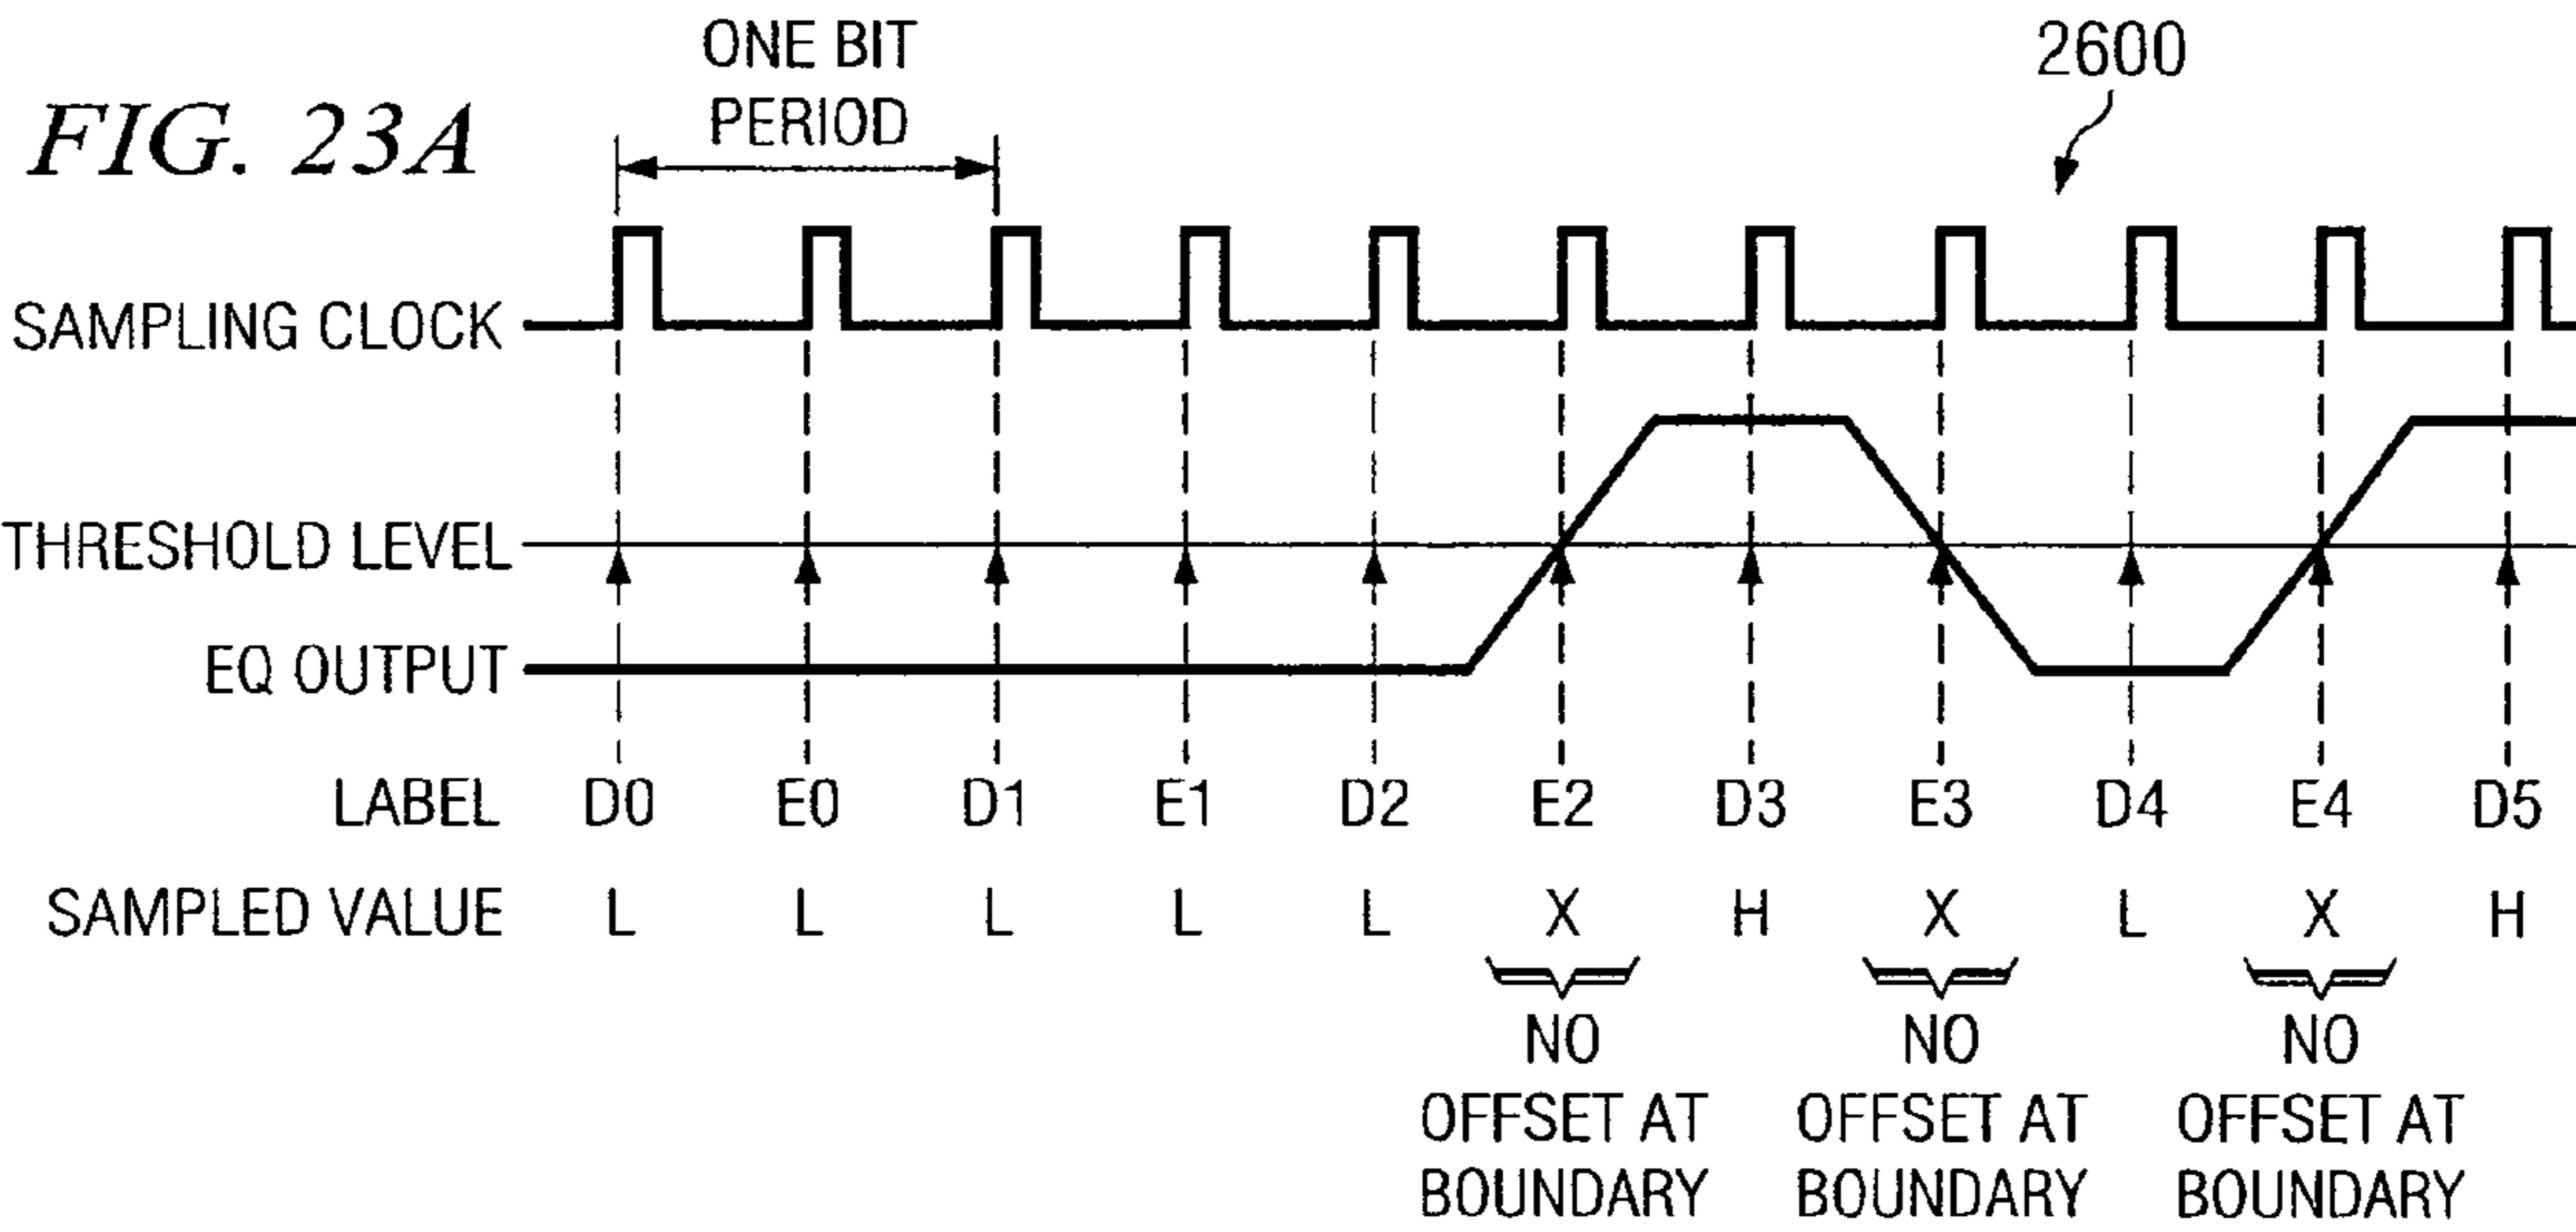 ONE BIT
PERIOD
2600
FIG. 23A
SAMPLING CLOCK
THRESHOLD LEVEL
EQ OUTPUT
LABEL D0 E0 D1 E1 D2 E2 D3 E3 D4 E4 D5
SAMPLED VALUE L L L L L X H X L X H
NO NO NO
OFFSET AT OFFSET AT OFFSET AT
BOUNDARY BOUNDARY BOUNDARY